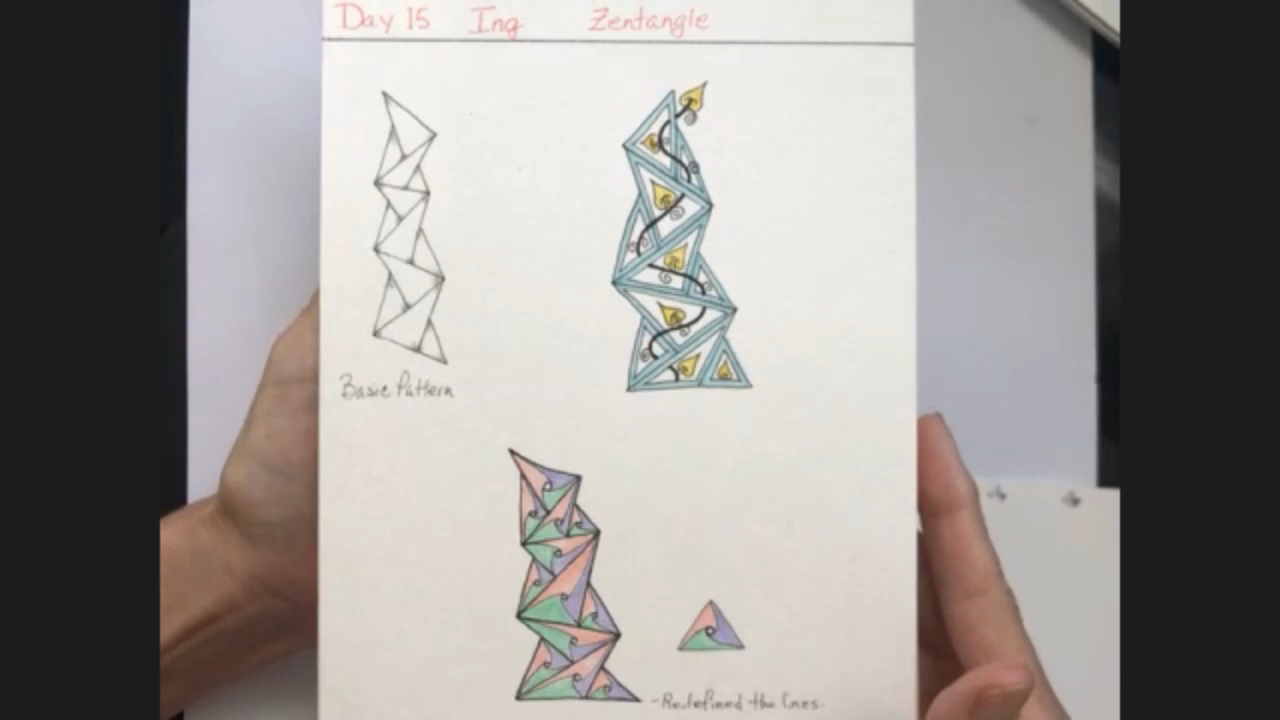 Day 15 Ing Zentangle
Basic Pattern
-Redefined the lines.